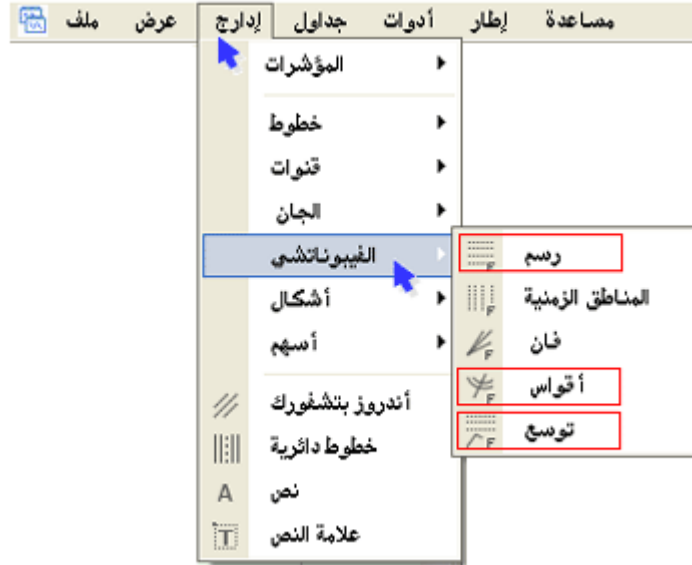 ملف عرض إدارج جداول أدوات إطار مساعدة
المؤشرات
خطوط
قنوات
الجان
الفيبوناتشي
أشكال
أسهم
أندروز بتشفورك
خطوط دائرية
نص
علامة النص
رسم
المناطق الزمنية
فان
أقواس
توسع